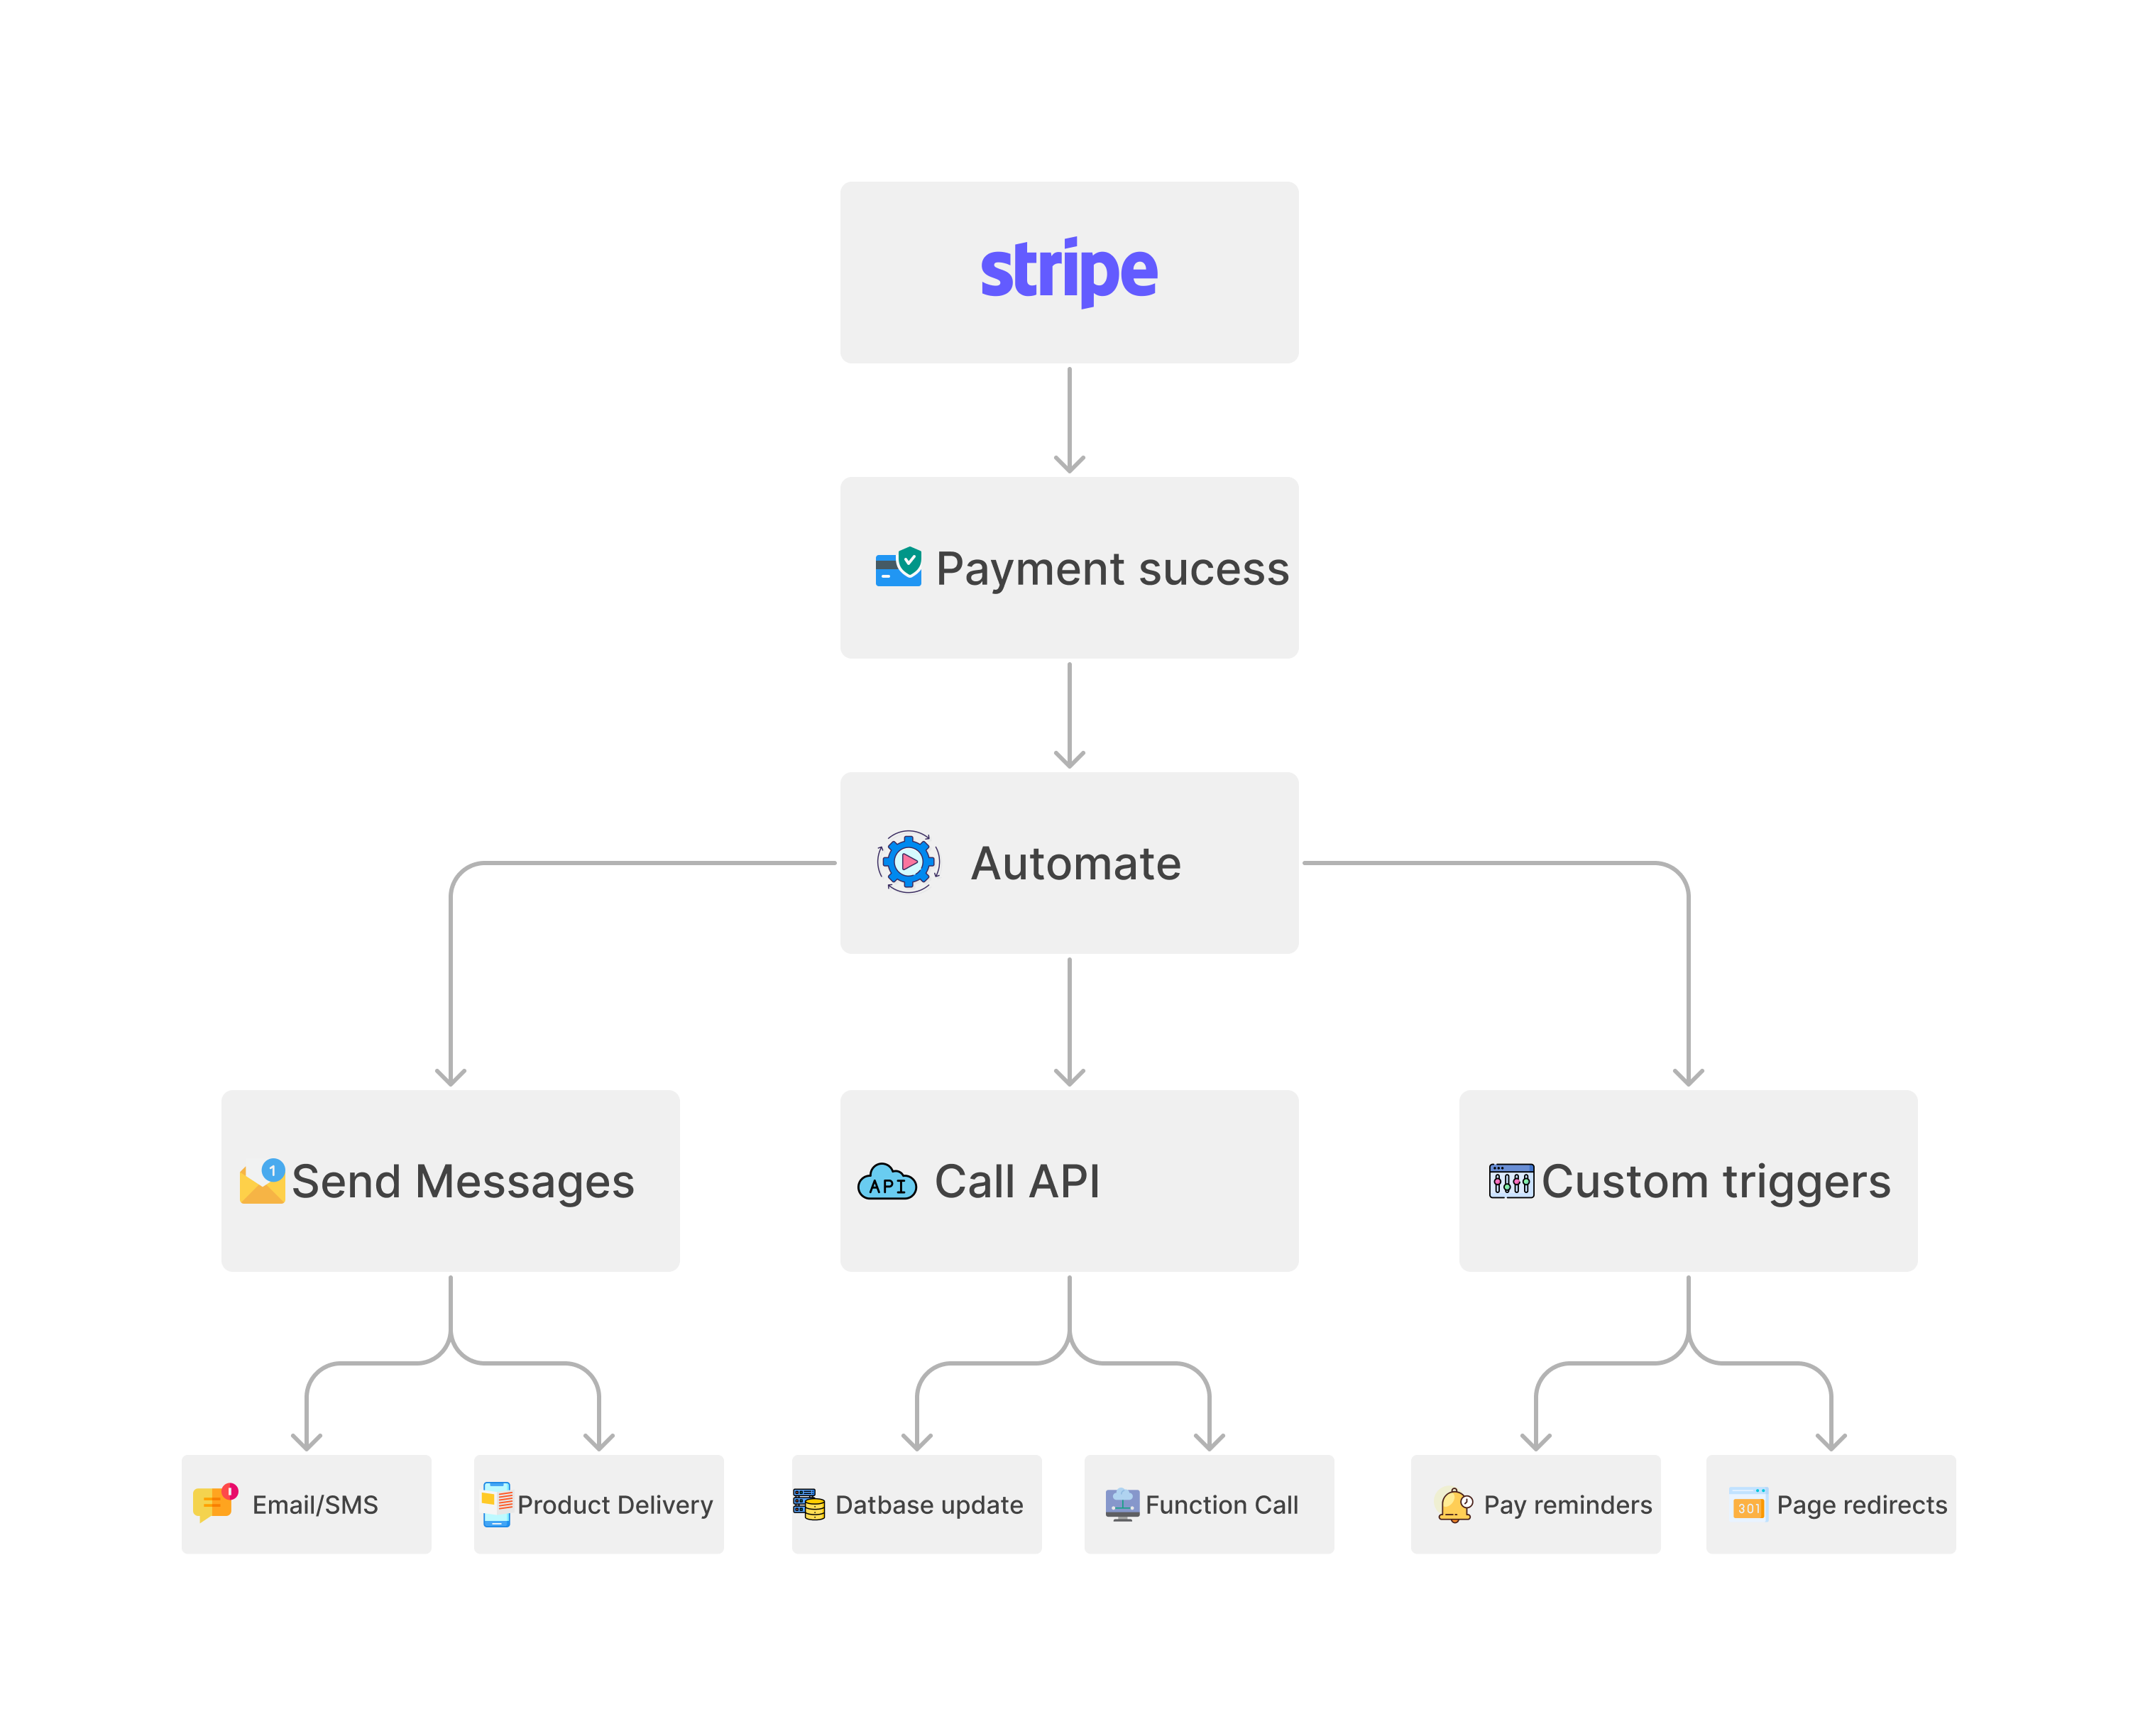 stripe
Payment sucess
Automate
1
Send Messages
API
Call API
Custom triggers
Email/SMS
Product Delivery
Database update
Function Call
Pay reminders
301
Page redirects